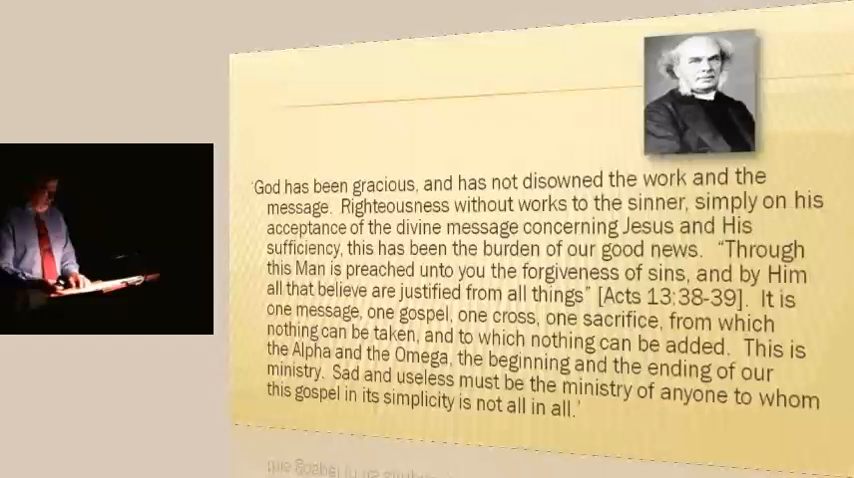 ‘God has been gracious, and has not disowned the work and the
message. Righteousness without works to the sinner, simply on his
acceptance of the divine message concerning Jesus and His
sufficiency, this has been the burden of our good news. “Through
this Man is preached unto you the forgiveness of sins, and by Him
all that believe are justified from all things” [Acts 13:38-39]. It is
one message, one gospel, one cross, one sacrifice, from which
nothing can be taken, and to which nothing can be added. This is
the Alpha and the Omega, the beginning and the ending of our
ministry. Sad and useless must be the ministry of anyone to whom
this gospel in its simplicity is not all in all.’